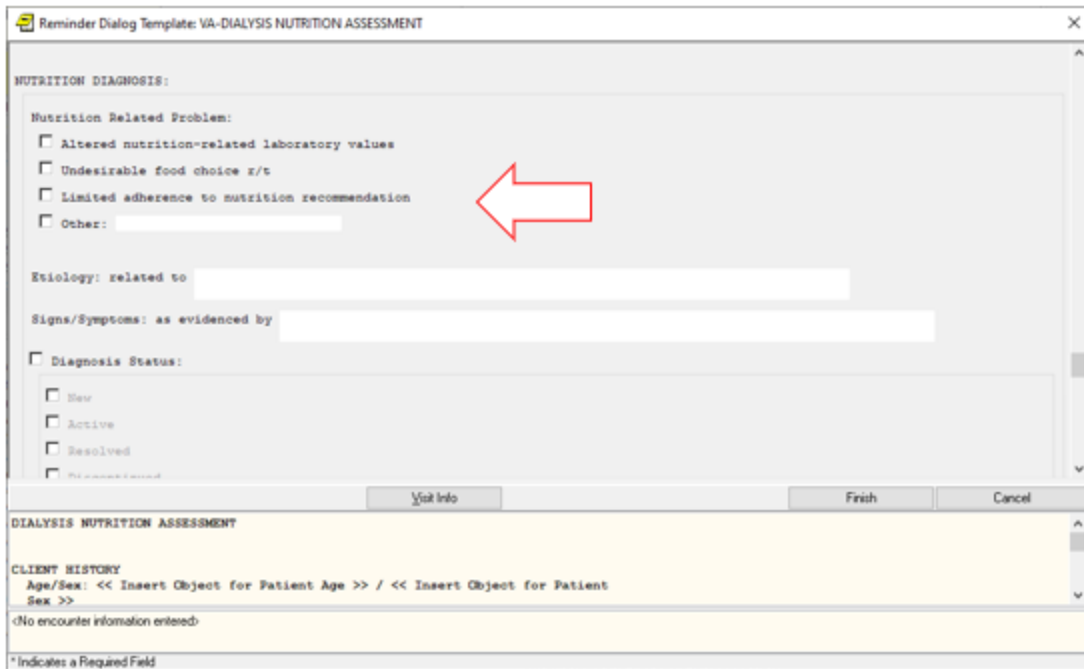 Reminder Dialog Template: VA-DIALYSIS NUTRITION ASSESSMENT
NUTRITION DIAGNOSIS:
Nutrition Related Problem:
Altered nutrition-related laboratory values
Undesirable food choice r/t
Limited adherence to nutrition recommendation
Other:
Etiology: related to
Signs/Symptoms: as evidenced by
Diagnosis Status:
New
Active
Resolved
Discontinued
Visit Info Finish Cancel
DIALYSIS NUTRITION ASSESSMENT
CLIENT HISTORY
Age/Sex: << Insert Object for Patient Age >> / << Insert Object for Patient
Sex >>
<No encounter information entered>
* Indicates a Required Field